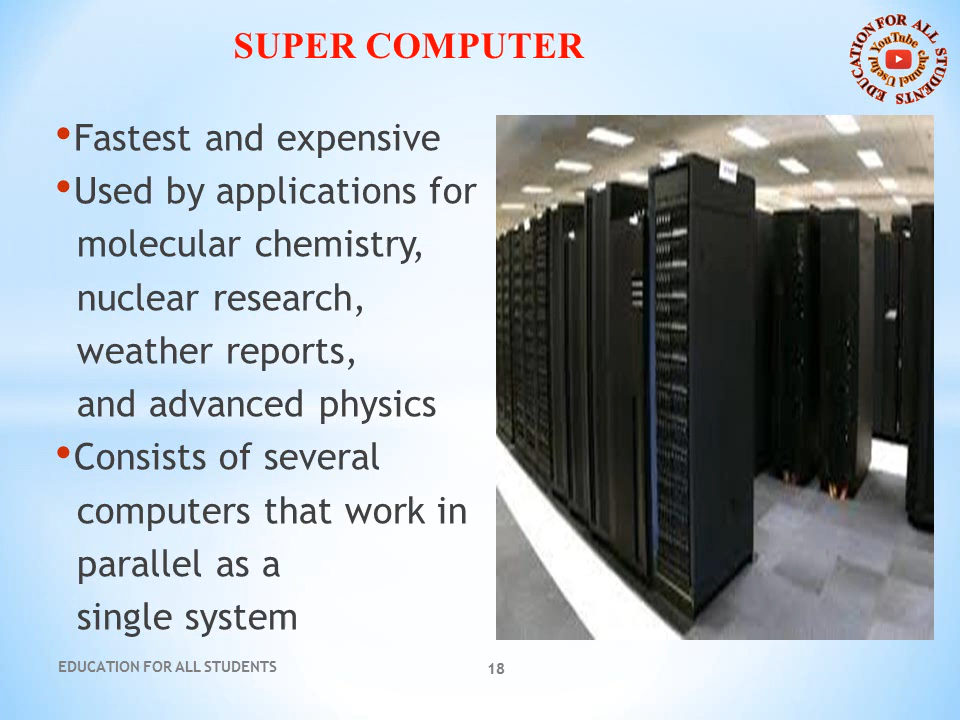 SUPER COMPUTER
EDUCATION FOR ALL STUDENTS
YouTube channel Useful
• Fastest and expensive
• Used by applications for
molecular chemistry,
nuclear research,
weather reports,
and advanced physics
• Consists of several
computers that work in
parallel as a
single system
EDUCATION FOR ALL STUDENTS
18